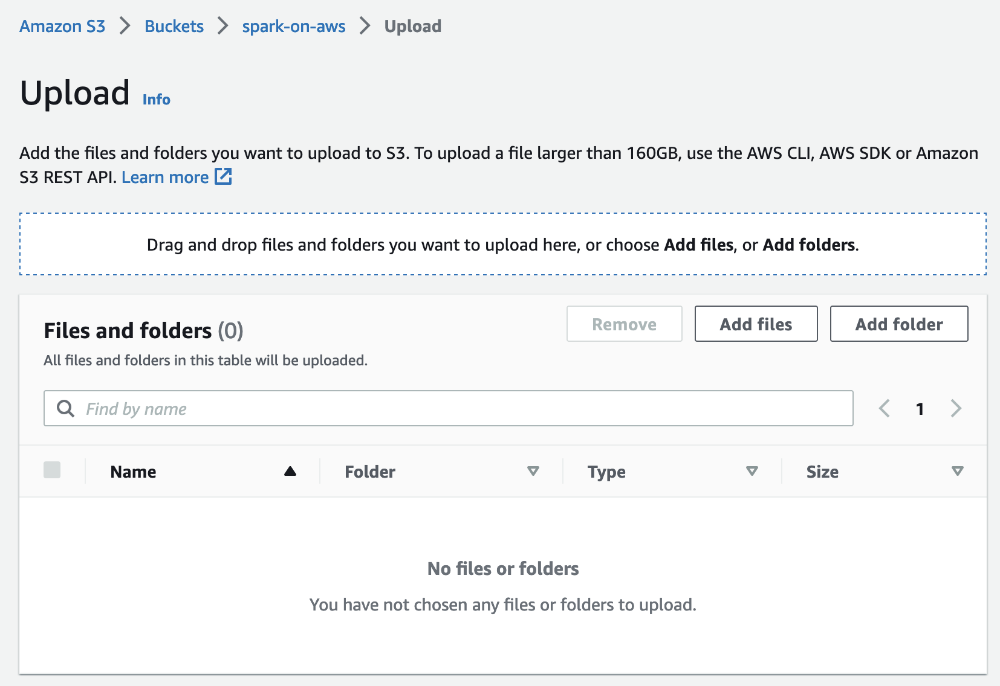 Amazon S3 > Buckets > spark-on-aws > Upload
Upload Info
Add the files and folders you want to upload to S3. To upload a file larger than 160GB, use the AWS CLI, AWS SDK or Amazon
S3 REST API. Learn more
Drag and drop files and folders you want to upload here, or choose Add files, or Add folders.
Files and folders (0)
Remove Add files Add folder
All files and folders in this table will be uploaded.
Find by name
< 1 >
Name Folder Type Size
No files or folders
You have not chosen any files or folders to upload.